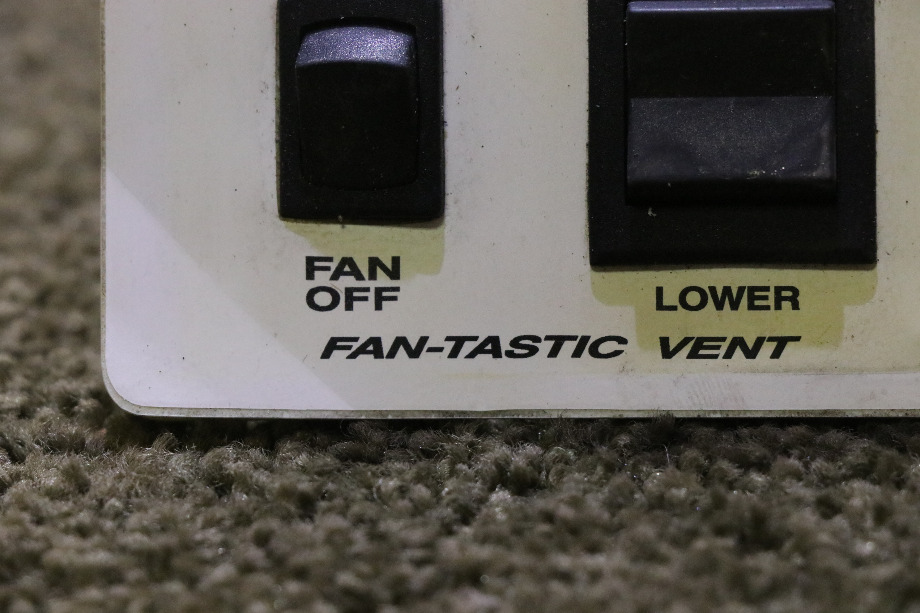 FAN
OFF
LOWER
FAN-TASTIC VENT